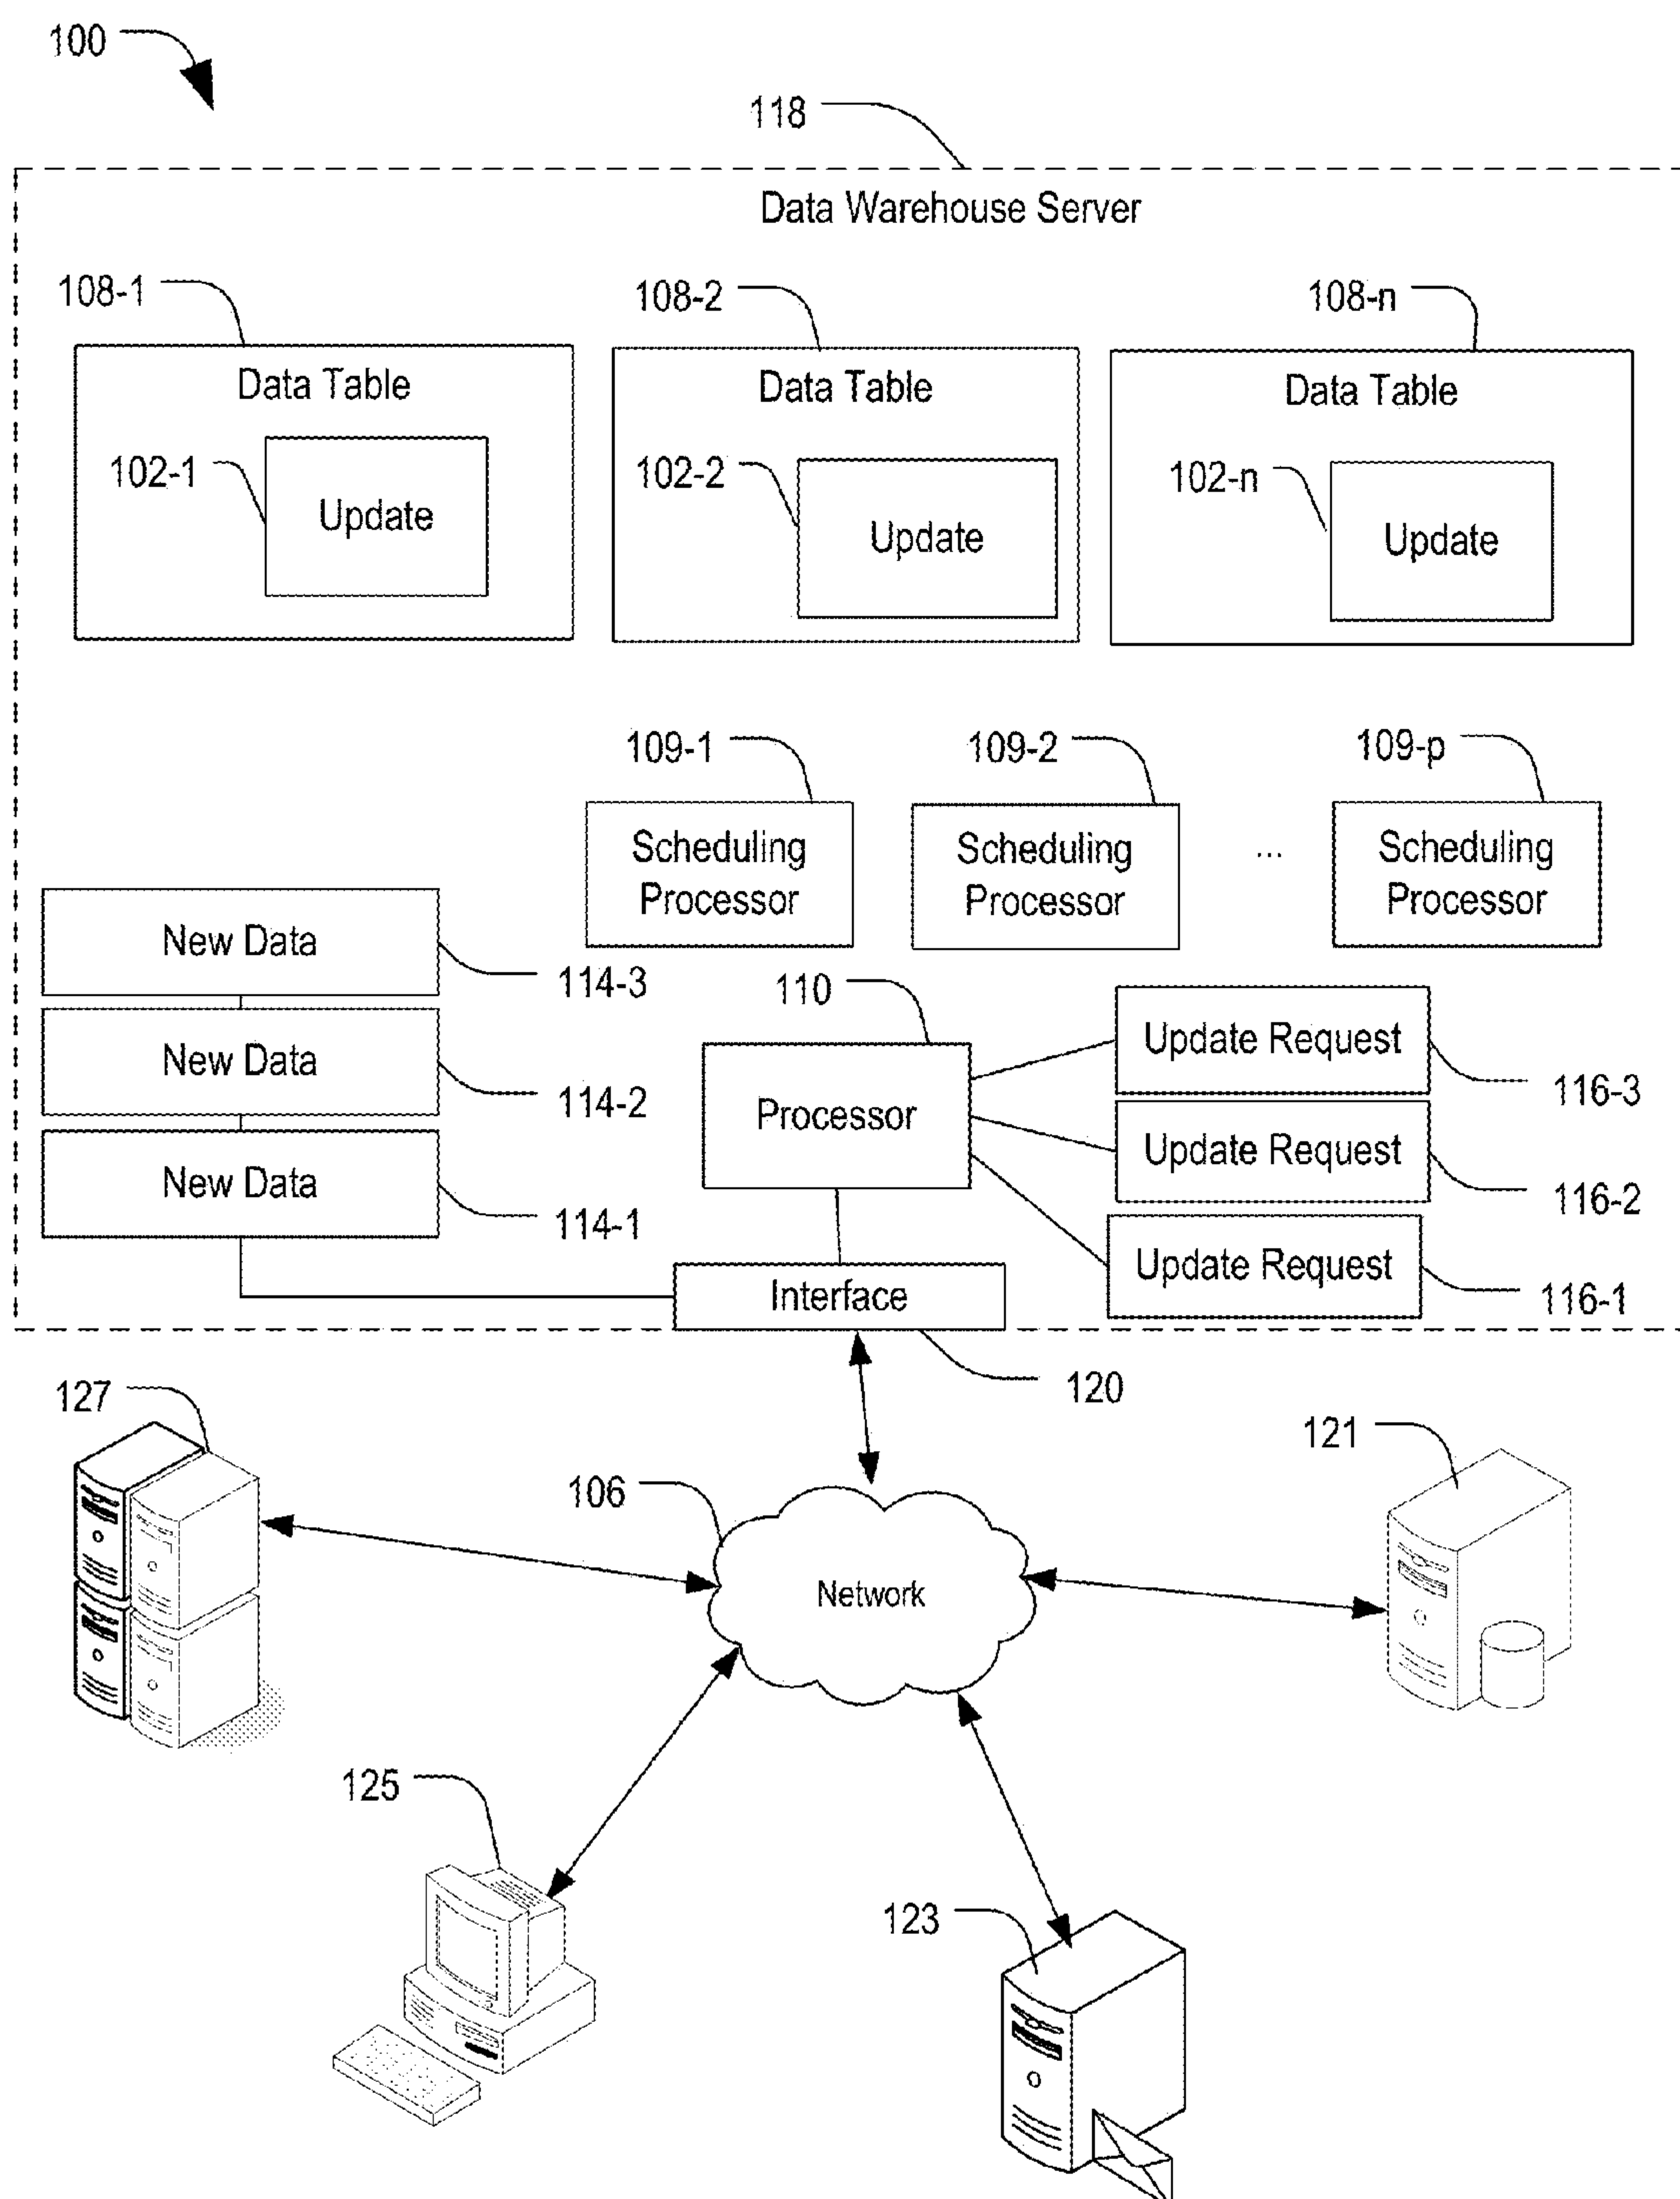 100
118
Data Warehouse Server
108-1
108-2
108-n
Data Table
Data Table
Data Table
102-1
102-2
102-n
Update
Update
Update
109-1
109-2
109-p
Scheduling
Processor
Scheduling
Processor
...
Scheduling
Processor
New Data
114-3
New Data
114-2
New Data
114-1
110
Processor
Update Request
116-3
Update Request
116-2
Update Request
116-1
Interface
120
127
121
106
Network
125
123